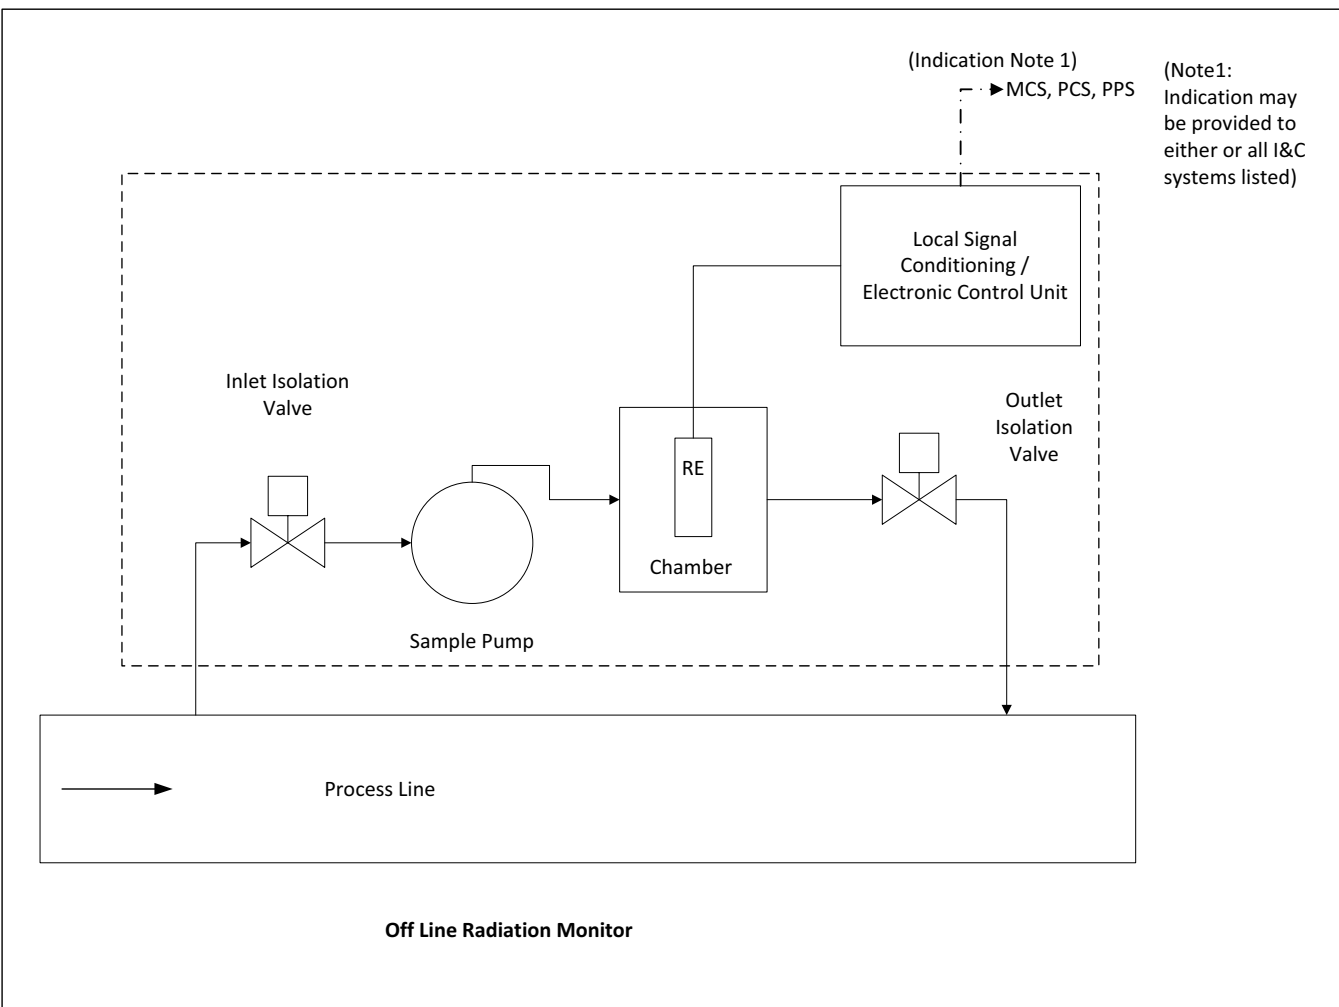 (Indication Note 1)
MCS, PCS, PPS
(Note1:
Indication may
be provided to
either or all I&C
systems listed)
Local Signal
Conditioning /
Electronic Control Unit
Inlet Isolation
Valve
Outlet
Isolation
Valve
RE
Chamber
Sample Pump
Process Line
Off Line Radiation Monitor